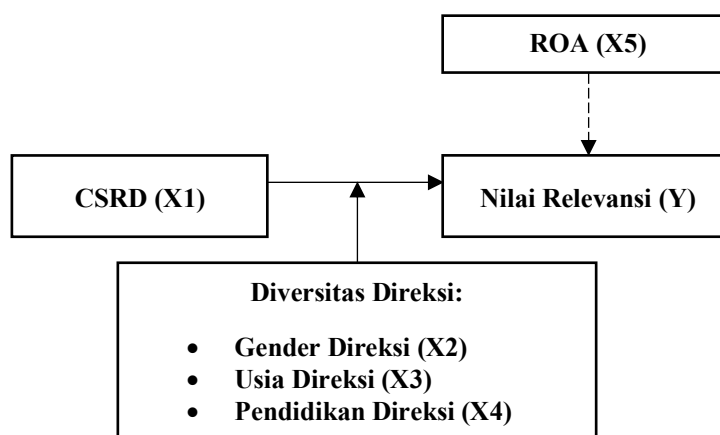 ROA (X5)
CSRD (X1)
Nilai Relevansi (Y)
Diversitas Direksi:
• Gender Direksi (X2)
• Usia Direksi (X3)
• Pendidikan Direksi (X4)